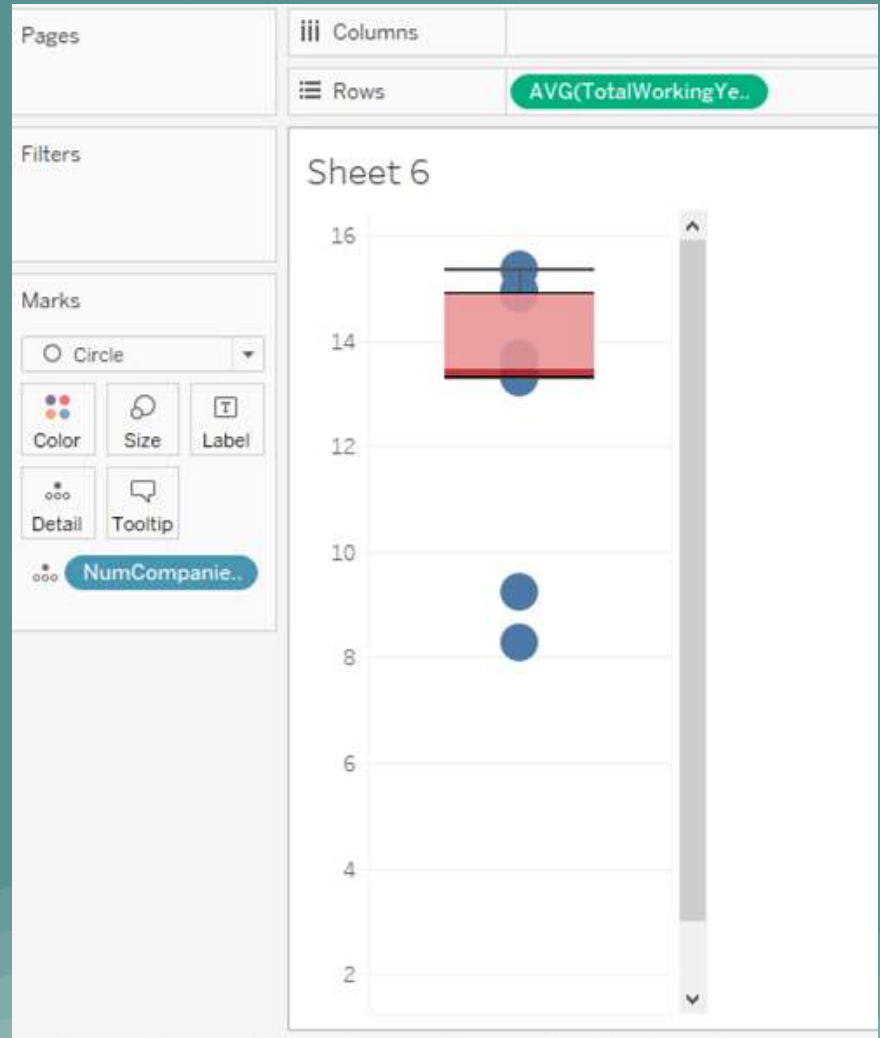 Pages
Columns
Rows
AVG(TotalWorkingYe..
Filters
Sheet 6
16
14
12
10
8
6
4
2
Marks
Circle
Color Size Label
Detail Tooltip
NumCompanie..